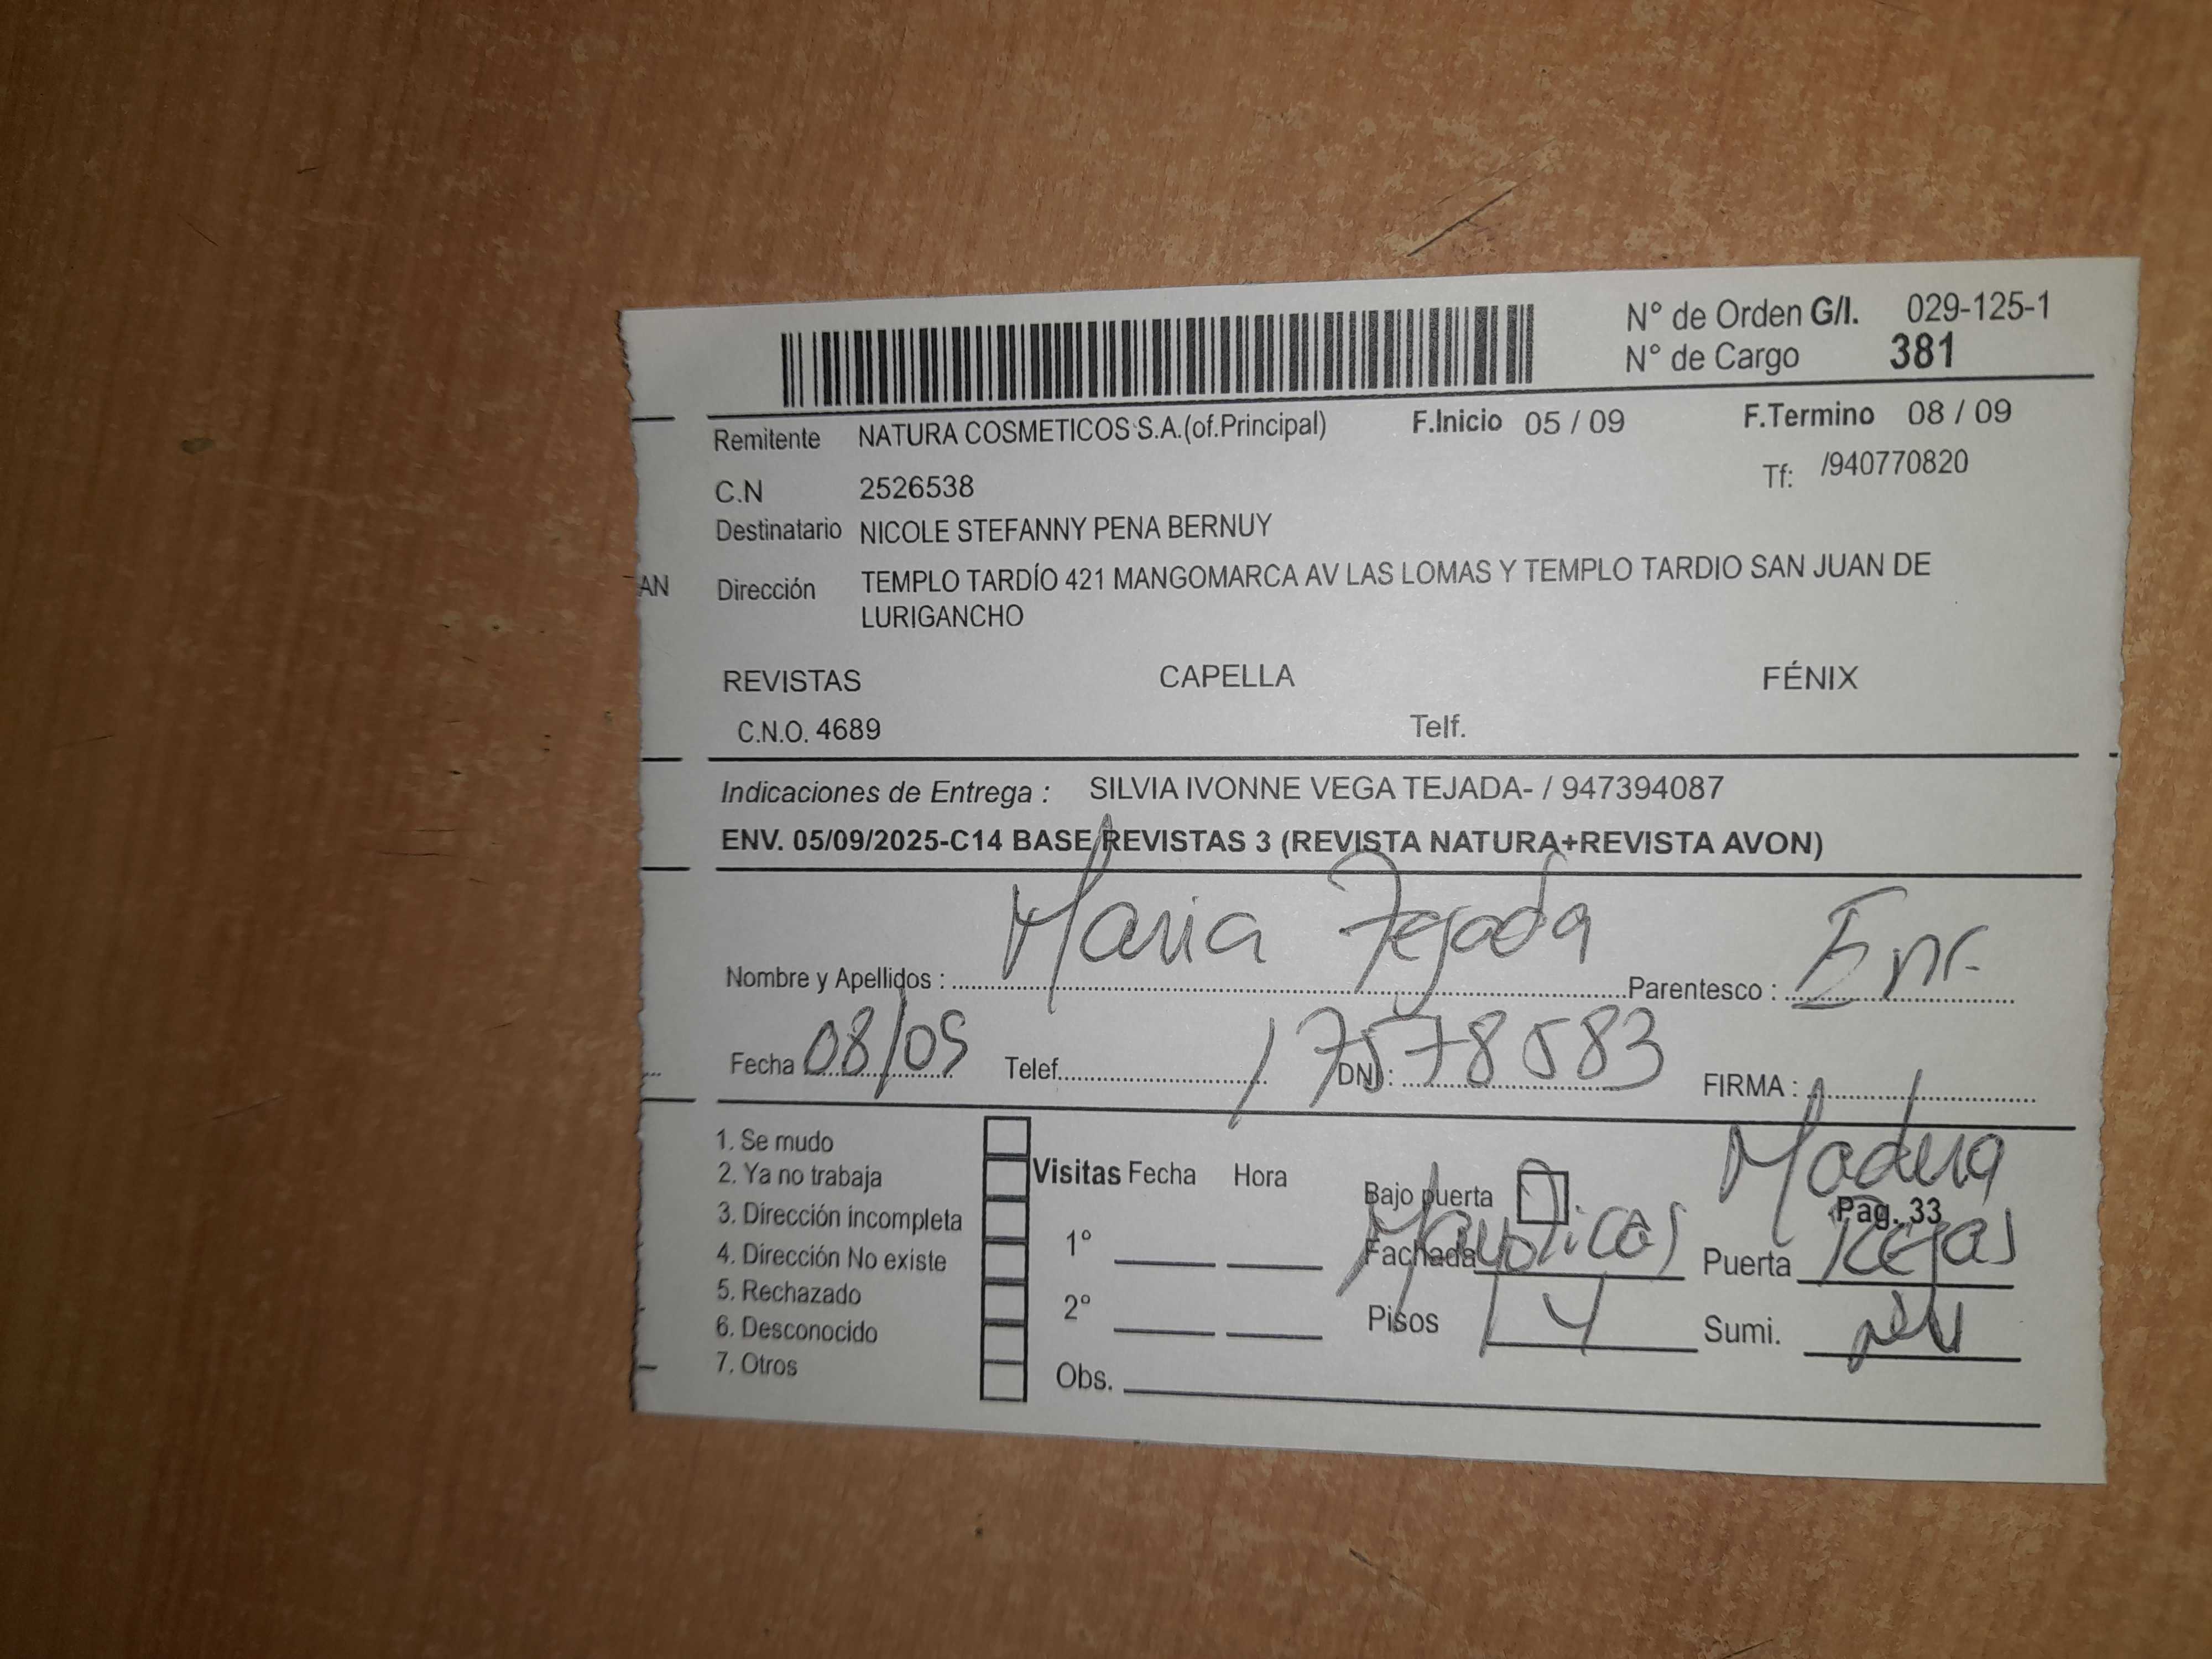 N° de Orden G/I. 029-125-1
N° de Cargo 381
Remitente NATURA COSMETICOS S.A.(of.Principal) F.Inicio 05 / 09 F.Termino 08 / 09
C.N 2526538 Tf: /940770820
Destinatario NICOLE STEFANNY PENA BERNUY
AN Dirección TEMPLO TARDÍO 421 MANGOMARCA AV LAS LOMAS Y TEMPLO TARDIO SAN JUAN DE
LURIGANCHO
REVISTAS CAPELLA FÉNIX
C.N.O. 4689 Telf.
Indicaciones de Entrega : SILVIA IVONNE VEGA TEJADA- / 947394087
ENV. 05/09/2025-C14 BASE REVISTAS 3 (REVISTA NATURA+REVISTA AVON)
Nombre y Apellidos : Maria Tejada Parentesco :
Fecha 08/09 Telef. DNI : 17578583 FIRMA :
1. Se mudo
2. Ya no trabaja
3. Dirección incompleta
4. Dirección No existe
5. Rechazado
6. Desconocido
7. Otros
Visitas Fecha Hora
1°
2°
Obs.
Bajo puerta
Madera
Pag. 33
Fachada Mayolicas Puerta Rejas
Pisos 4 Sumi.